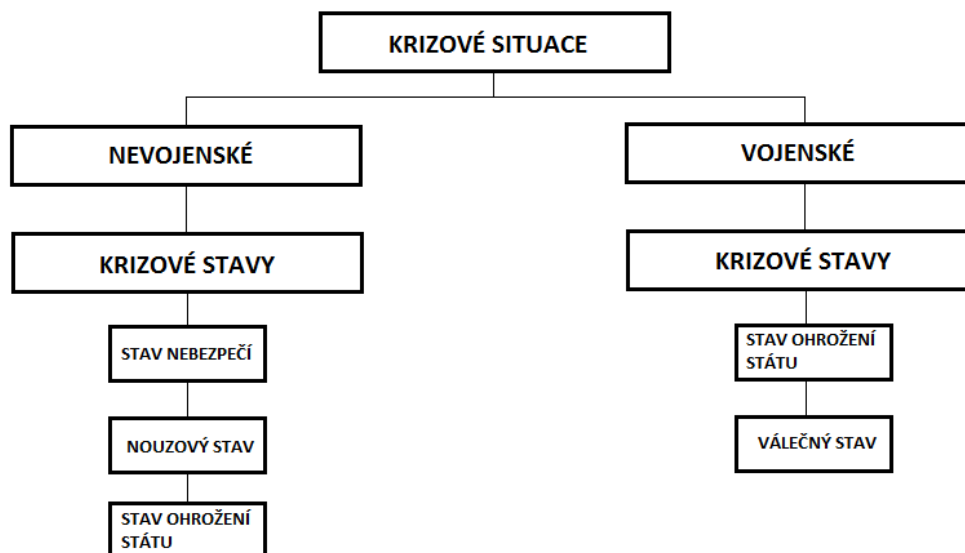 KRIZOVÉ SITUACE
NEVOJENSKÉ
VOJENSKÉ
KRIZOVÉ STAVY
KRIZOVÉ STAVY
STAV NEBEZPEČÍ
STAV OHROŽENÍ
STÁTU
NOUZOVÝ STAV
VÁLEČNÝ STAV
STAV OHROŽENÍ
STÁTU